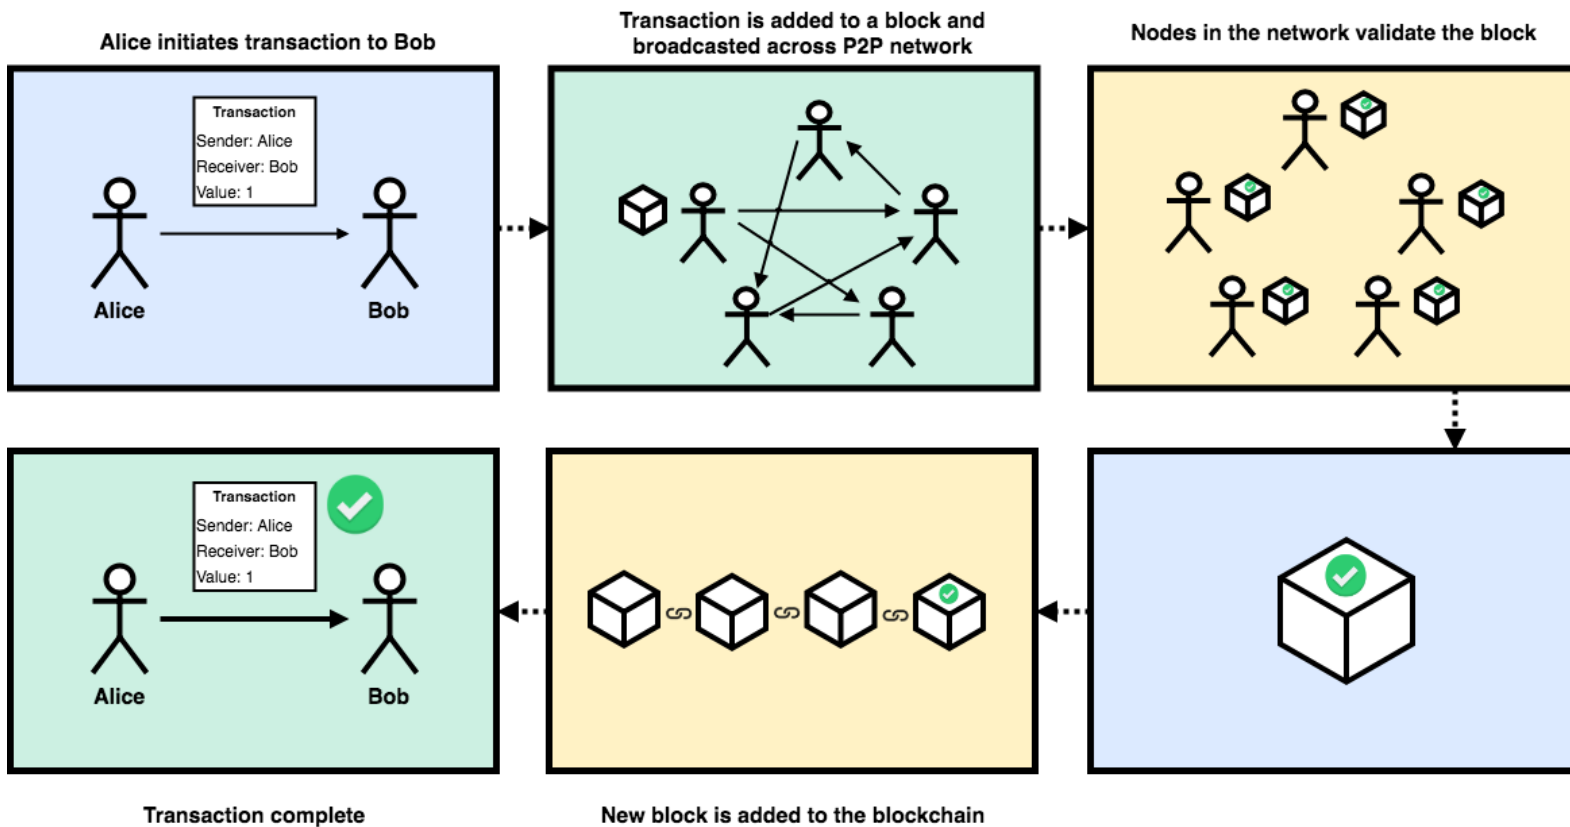 Alice initiates transaction to Bob
Transaction is added to a block and
broadcasted across P2P network
Nodes in the network validate the block
Transaction
Sender: Alice
Receiver: Bob
Value: 1
Alice
Bob
Transaction
Sender: Alice
Receiver: Bob
Value: 1
Alice
Bob
Transaction complete
New block is added to the blockchain